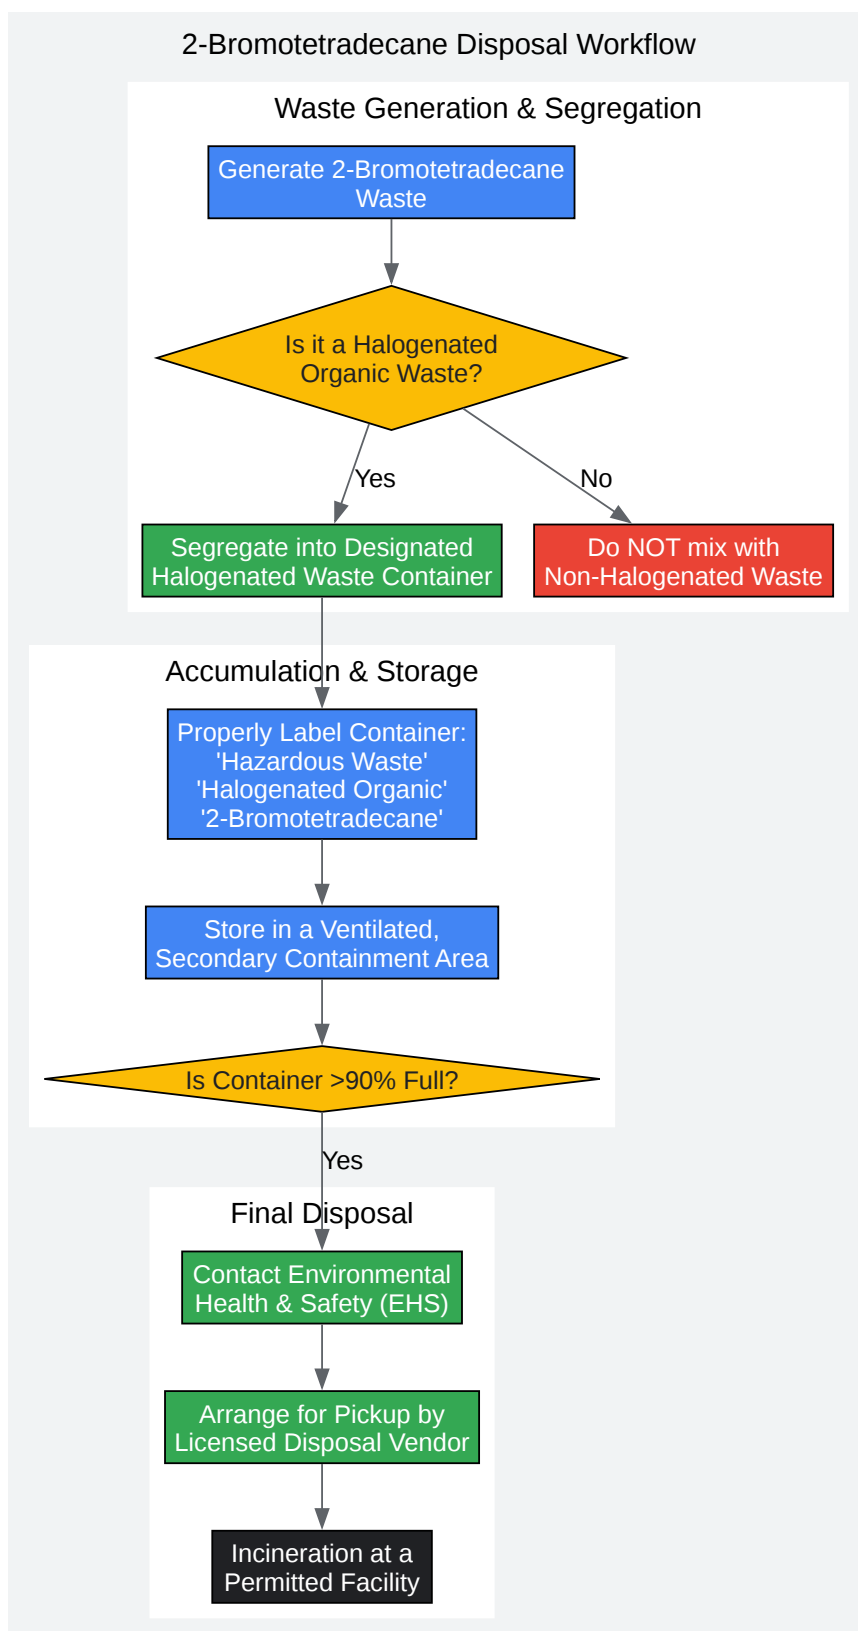 2-Bromotetradecane Disposal Workflow
Waste Generation & Segregation
Generate 2-Bromotetradecane
Waste
Is it a Halogenated
Organic Waste?
Yes
No
Segregate into Designated
Halogenated Waste Container
Do NOT mix with
Non-Halogenated Waste
Accumulation & Storage
Properly Label Container:
'Hazardous Waste'
'Halogenated Organic'
'2-Bromotetradecane'
Store in a Ventilated,
Secondary Containment Area
Is Container >90% Full?
Yes
Final Disposal
Contact Environmental
Health & Safety (EHS)
Arrange for Pickup by
Licensed Disposal Vendor
Incineration at a
Permitted Facility